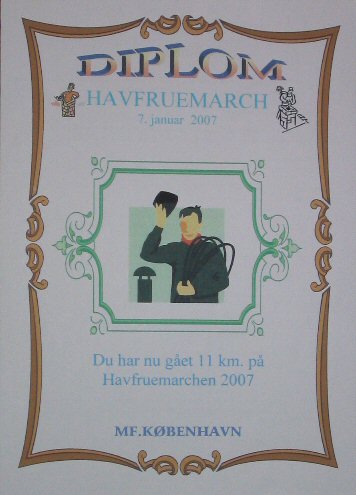 DIPLOM
HAVFRUEMARCH
7. januar 2007
Du har nu gået 11 km. på
Havfruemarchen 2007
MF.KØBENHAVN